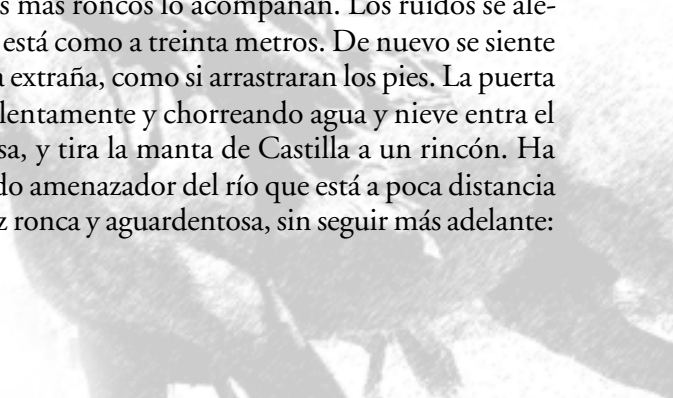 s más roncos lo acompañan. Los ruidos se ale-
está como a treinta metros. De nuevo se siente
a extraña, como si arrastraran los pies. La puerta
lentamente y chorreando agua y nieve entra el
sa, y tira la manta de Castilla a un rincón. Ha
do amenazador del río que está a poca distancia
z ronca y aguardentosa, sin seguir más adelante: